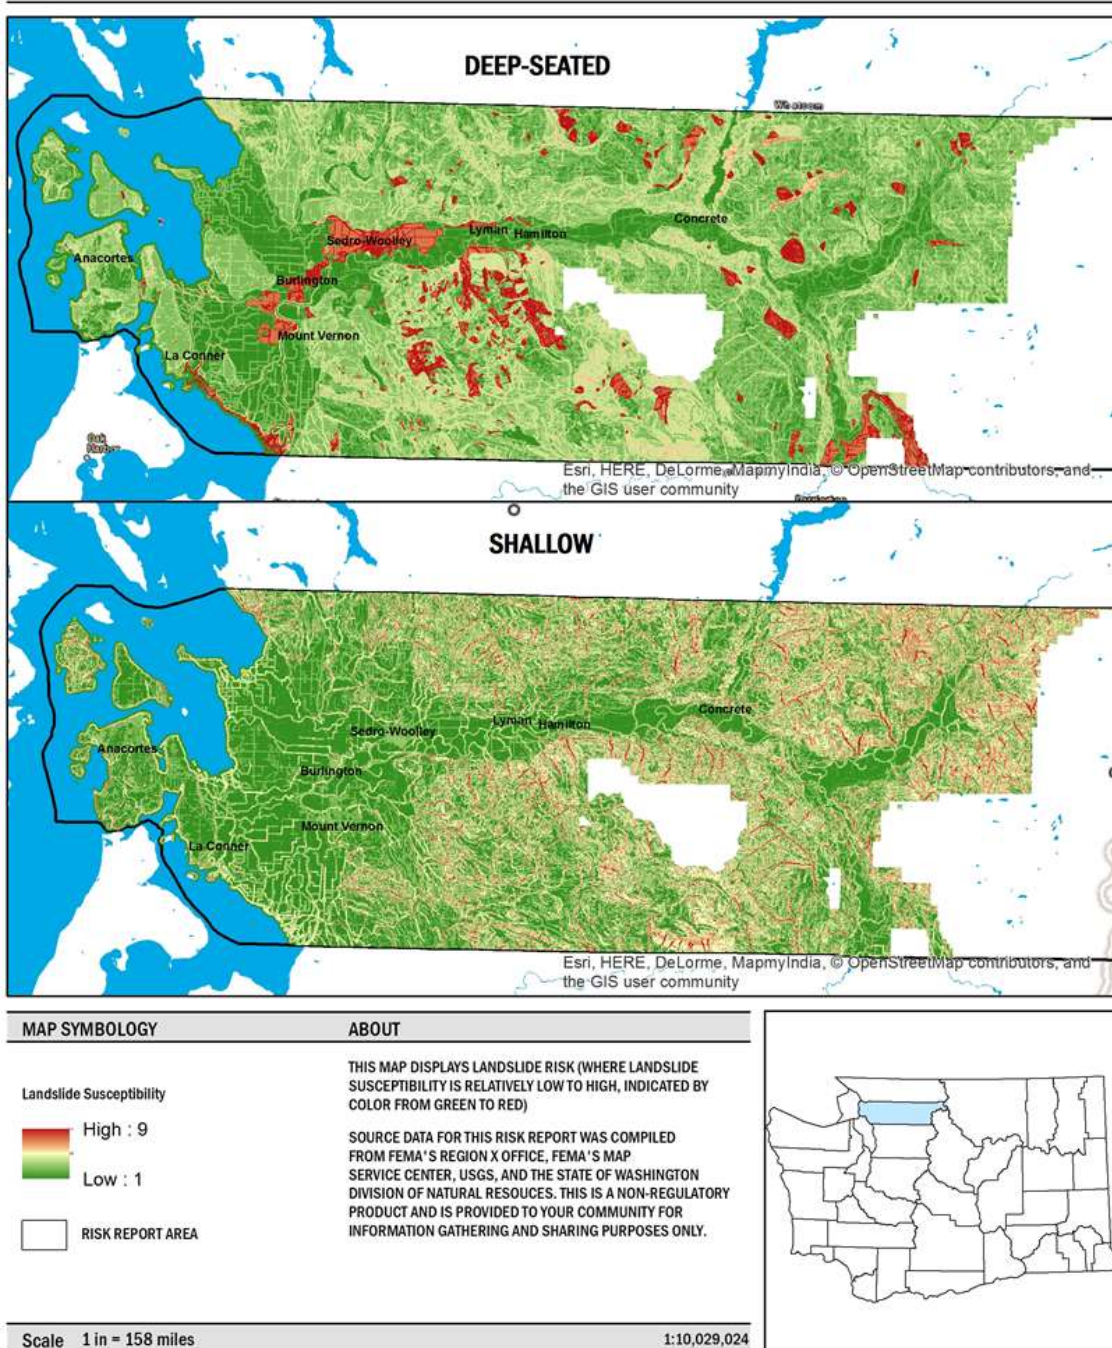 DEEP-SEATED
Whatcom
Concrete
Lyman
Hamilton
Sedro-Woolley
Anacortes
Burlington
Mount Vernon
La Conner
Oak
Harbor
Esri, HERE, DeLorme, MapmyIndia, © OpenStreetMap contributors, and
the GIS user community
SHALLOW
Concrete
Lyman
Hamilton
Sedro-Woolley
Anacortes
Burlington
Mount Vernon
La Conner
Esri, HERE, DeLorme, MapmyIndia, © OpenStreetMap contributors, and
the GIS user community
MAP SYMBOLOGY
Landslide Susceptibility
High : 9
Low : 1
RISK REPORT AREA
ABOUT
THIS MAP DISPLAYS LANDSLIDE RISK (WHERE LANDSLIDE
SUSCEPTIBILITY IS RELATIVELY LOW TO HIGH, INDICATED BY
COLOR FROM GREEN TO RED)
SOURCE DATA FOR THIS RISK REPORT WAS COMPILED
FROM FEMA'S REGION X OFFICE, FEMA'S MAP
SERVICE CENTER, USGS, AND THE STATE OF WASHINGTON
DIVISION OF NATURAL RESOUCES. THIS IS A NON-REGULATORY
PRODUCT AND IS PROVIDED TO YOUR COMMUNITY FOR
INFORMATION GATHERING AND SHARING PURPOSES ONLY.
Scale 1 in = 158 miles
1:10,029,024